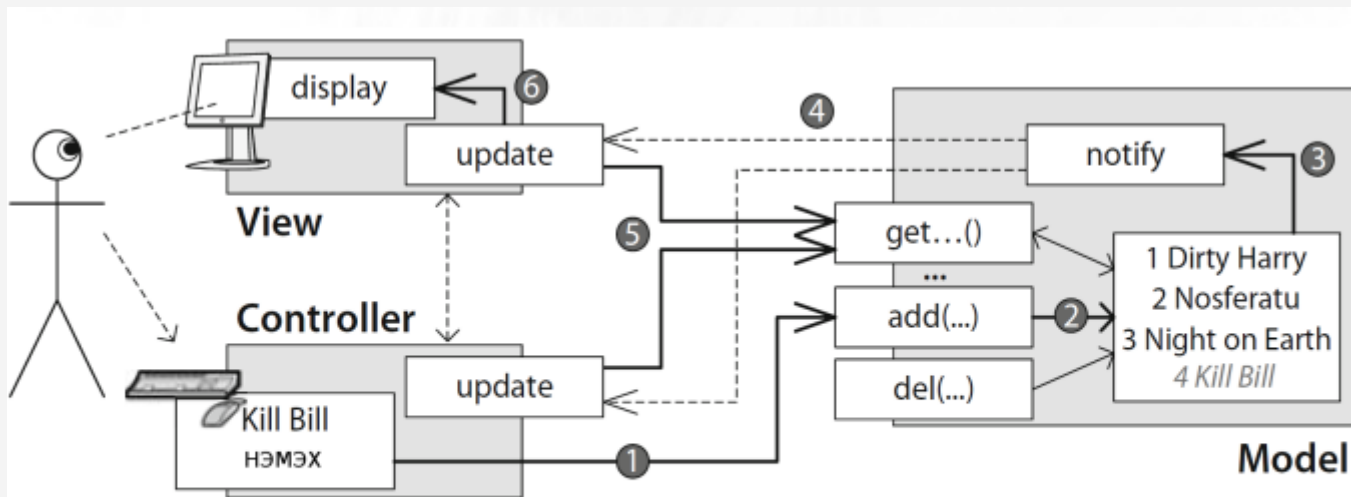 display
6
update
View
4
notify
3
5
get...()
...
1 Dirty Harry
2 Nosferatu
3 Night on Earth
4 Kill Bill
Controller
add(...)
2
update
del(...)
Kill Bill
нэмэх
1
Model